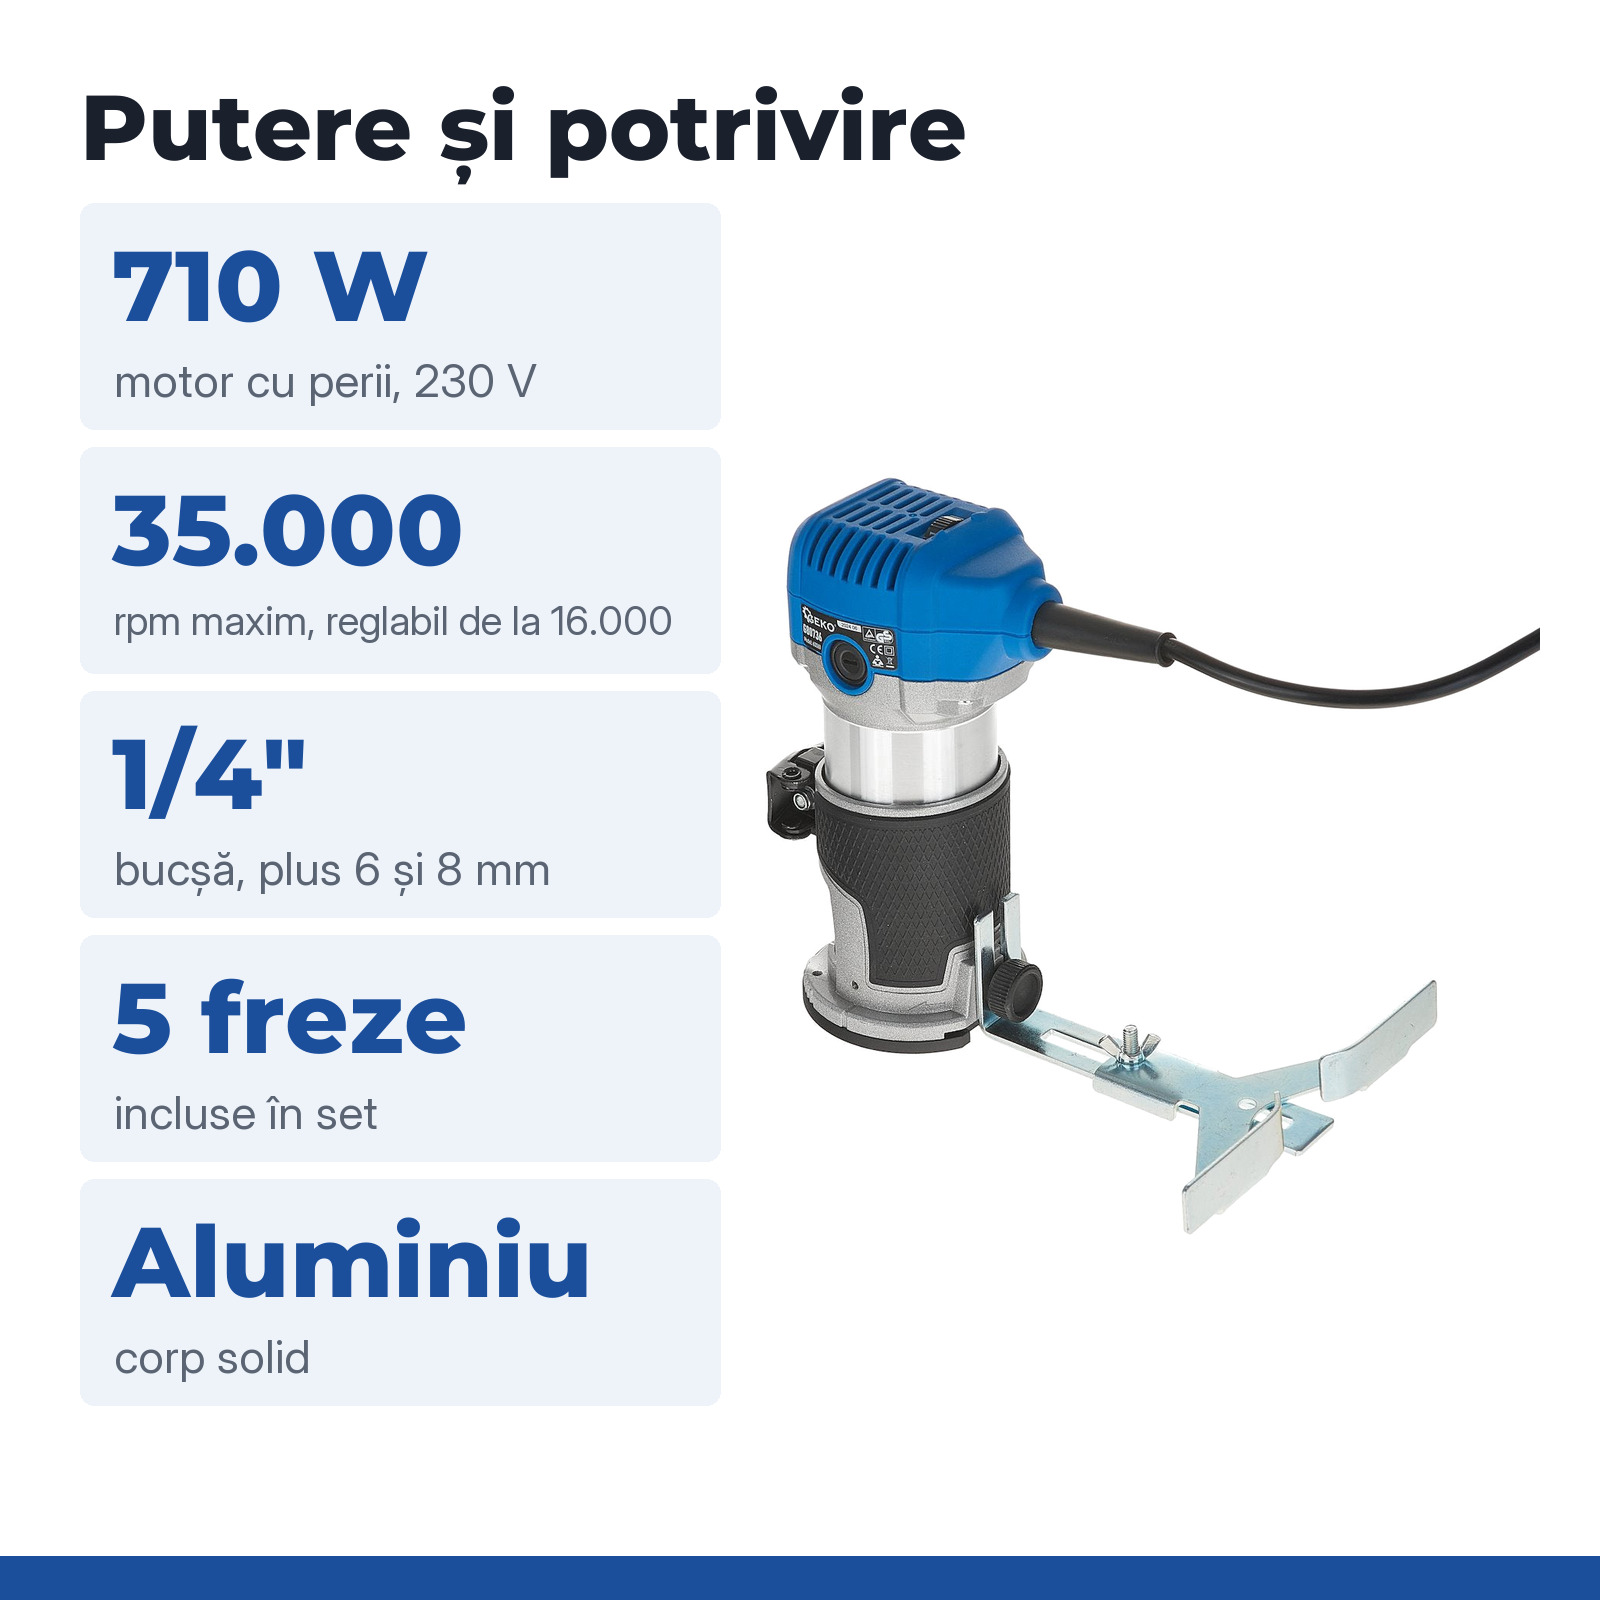 Putere și potrivire
710 W
motor cu perii, 230 V
35.000
rpm maxim, reglabil de la 16.000
1/4"
bucșă, plus 6 și 8 mm
5 freze
incluse în set
Aluminiu
corp solid
GEKO
G80734